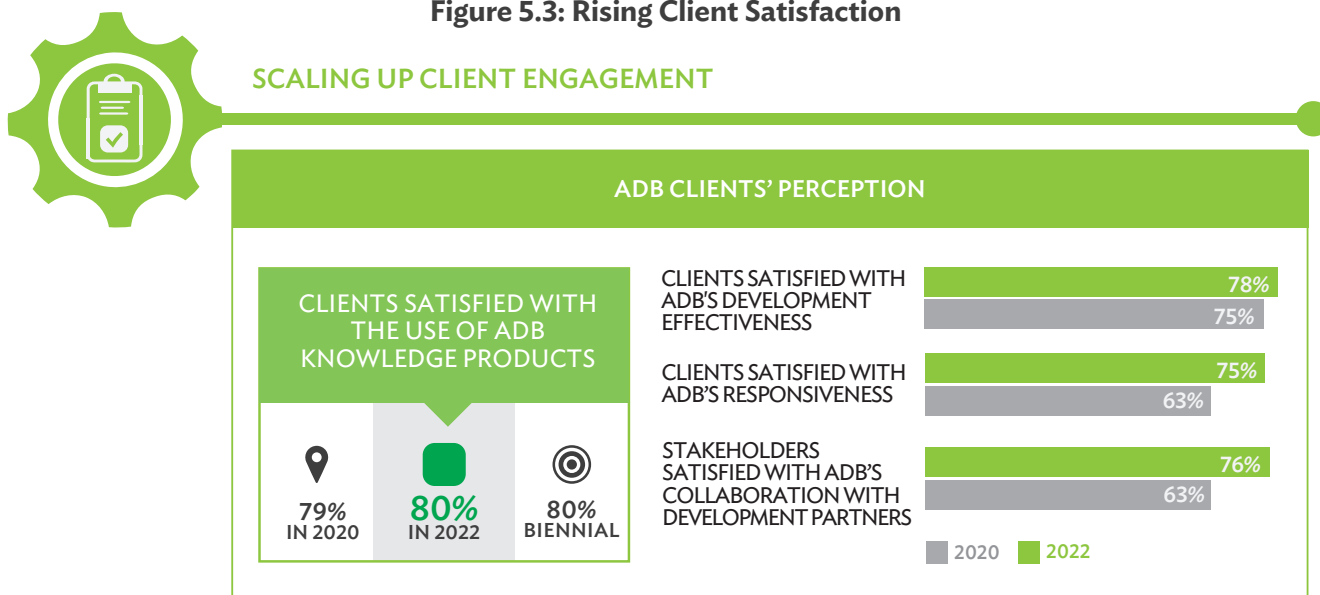 Figure 5.3: Rising Client Satisfaction
SCALING UP CLIENT ENGAGEMENT
ADB CLIENTS' PERCEPTION
CLIENTS SATISFIED WITH
THE USE OF ADB
KNOWLEDGE PRODUCTS
79%
IN 2020
80%
IN 2022
80%
BIENNIAL
CLIENTS SATISFIED WITH
ADB'S DEVELOPMENT
EFFECTIVENESS
78%
75%
CLIENTS SATISFIED WITH
ADB'S RESPONSIVENESS
75%
63%
STAKEHOLDERS
SATISFIED WITH ADB'S
COLLABORATION WITH
DEVELOPMENT PARTNERS
76%
63%
2020 2022